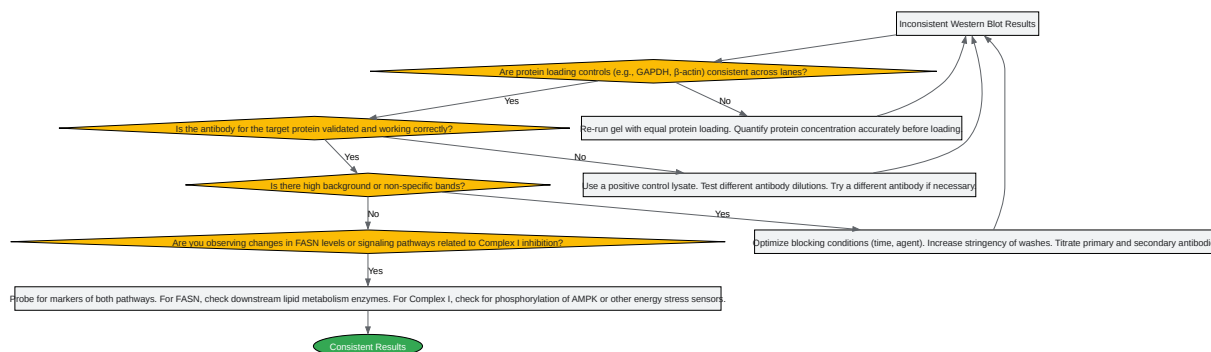 Inconsistent Western Blot Results
Are protein loading controls (e.g., GAPDH, β-actin) consistent across lanes?
Yes
No
Is the antibody for the target protein validated and working correctly?
Re-run gel with equal protein loading. Quantify protein concentration accurately before loading.
Yes
No
Is there high background or non-specific bands?
Use a positive control lysate. Test different antibody dilutions. Try a different antibody if necessary.
No
Yes
Are you observing changes in FASN levels or signaling pathways related to Complex I inhibition?
Optimize blocking conditions (time, agent). Increase stringency of washes. Titrate primary and secondary
Yes
Probe for markers of both pathways. For FASN, check downstream lipid metabolism enzymes. For Complex I, check for phosphorylation of AMPK or other energy stress sensors.
Consistent Results